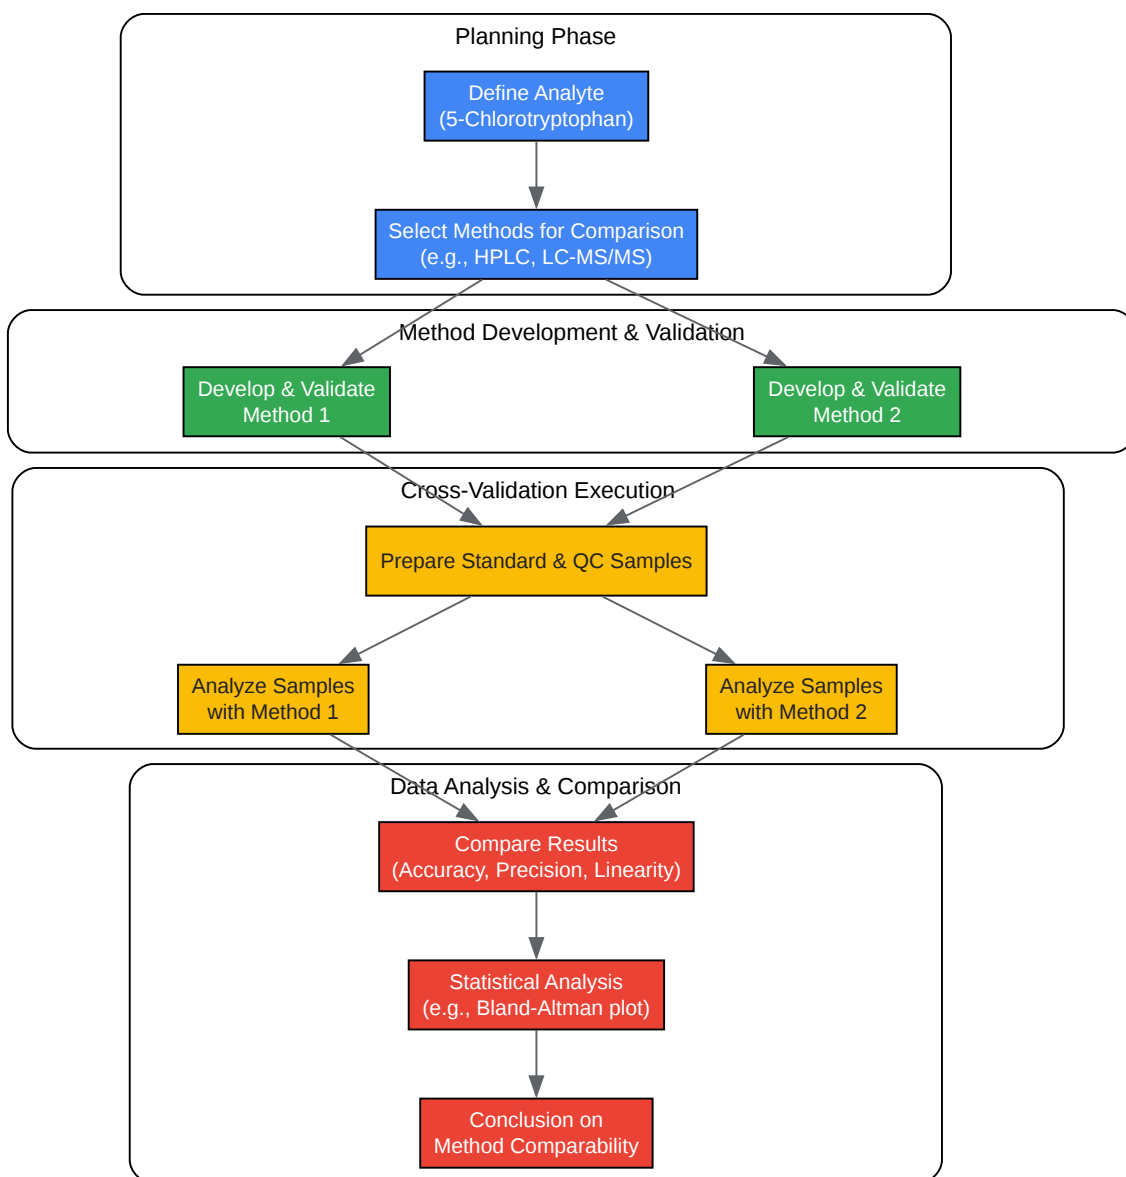 Planning Phase
Define Analyte
(5-Chlorotryptophan)
Select Methods for Comparison
(e.g., HPLC, LC-MS/MS)
Method Development & Validation
Develop & Validate
Method 1
Develop & Validate
Method 2
Cross-Validation Execution
Prepare Standard & QC Samples
Analyze Samples
with Method 1
Analyze Samples
with Method 2
Data Analysis & Comparison
Compare Results
(Accuracy, Precision, Linearity)
Statistical Analysis
(e.g., Bland-Altman plot)
Conclusion on
Method Comparability